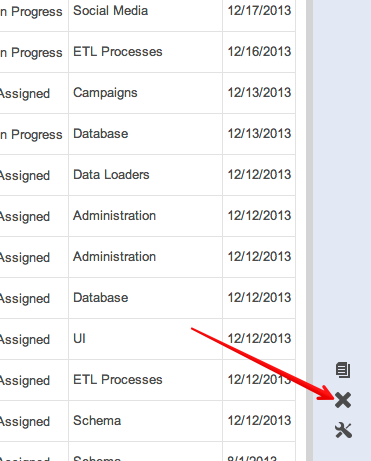 n Progress Social Media 12/17/2013
n Progress ETL Processes 12/16/2013
Assigned Campaigns 12/13/2013
n Progress Database 12/13/2013
Assigned Data Loaders 12/12/2013
Assigned Administration 12/12/2013
Assigned Administration 12/12/2013
Assigned Database 12/12/2013
Assigned UI 12/12/2013
Assigned ETL Processes 12/12/2013
Assigned Schema 12/12/2013
Assigned Schema 8/1/2013